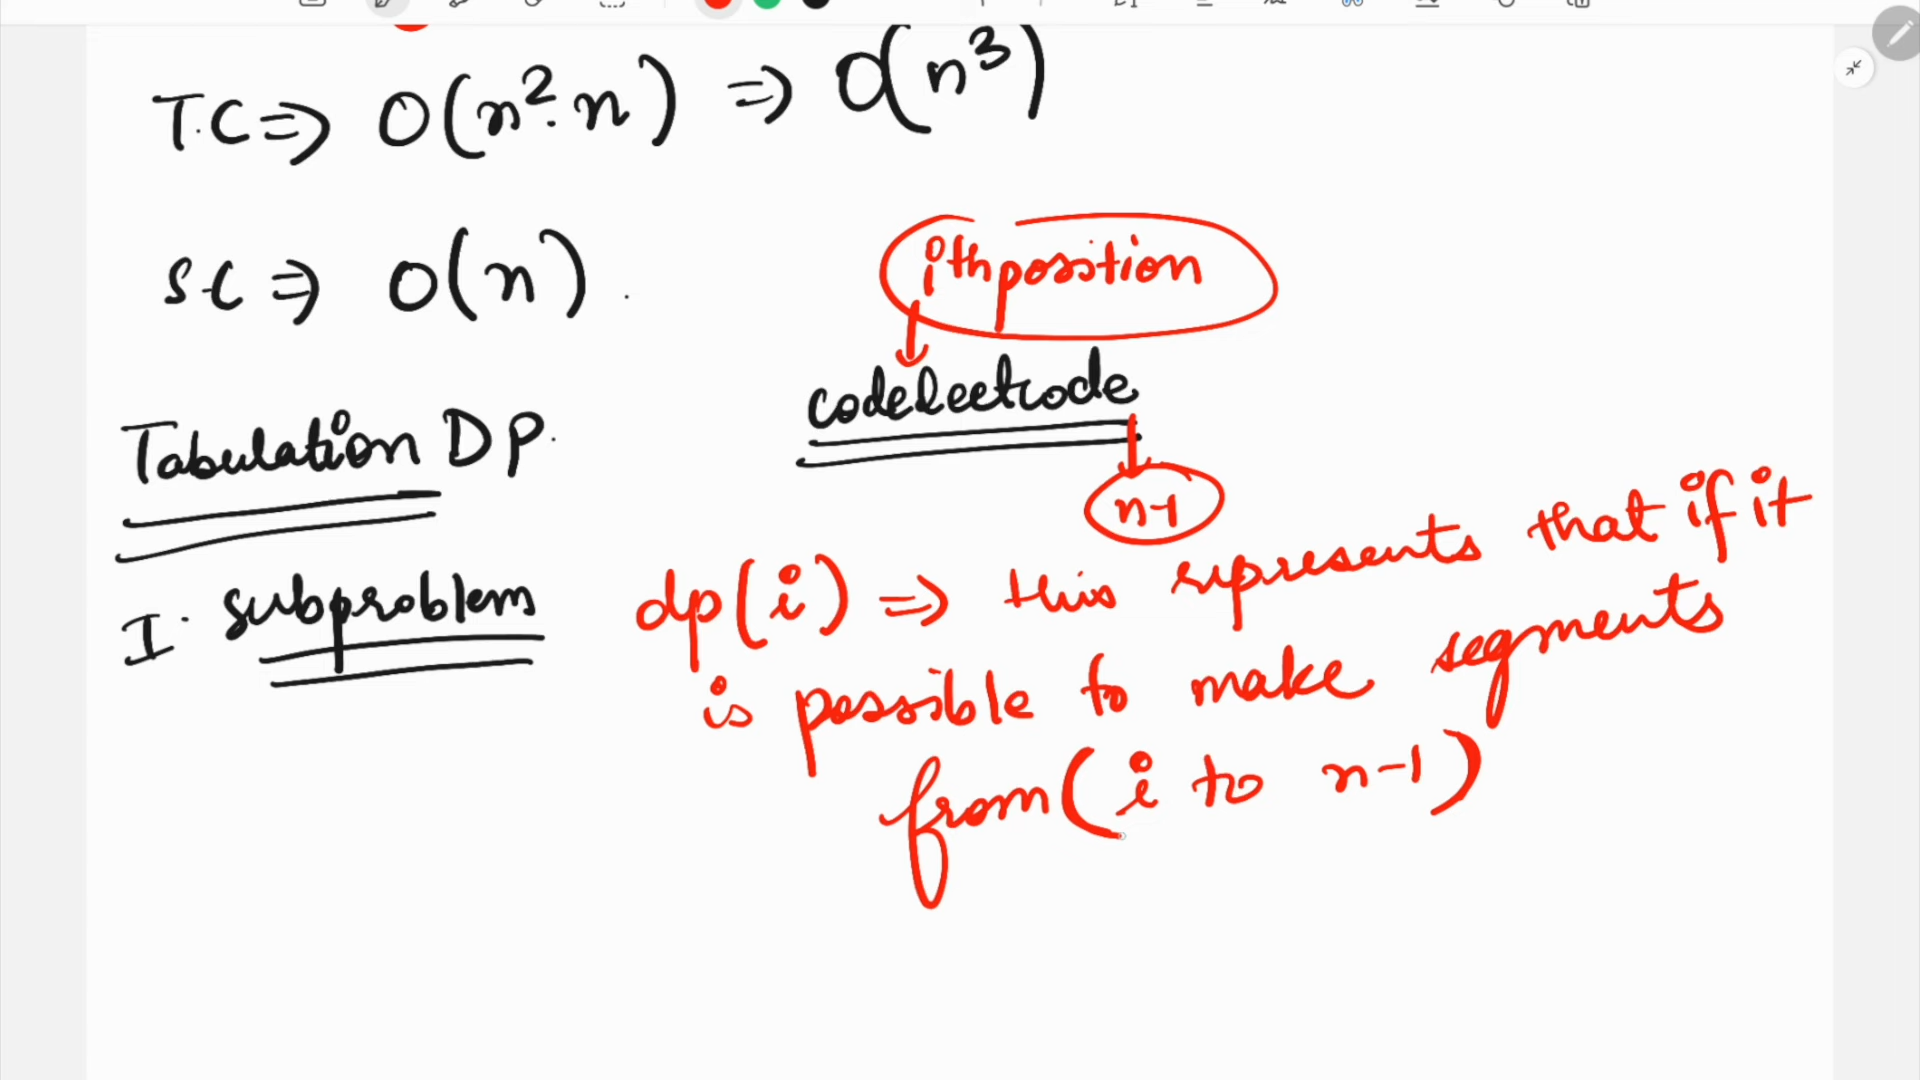 T.C ⇒ O(n².n) ⇒ O(n³)
SC ⇒ O(n).
ith position
codeleetcode
n-1
Tabulation DP.
I. subproblem
dp(i) ⇒ this represents that if it
is possible to make segments
from (i to n-1)